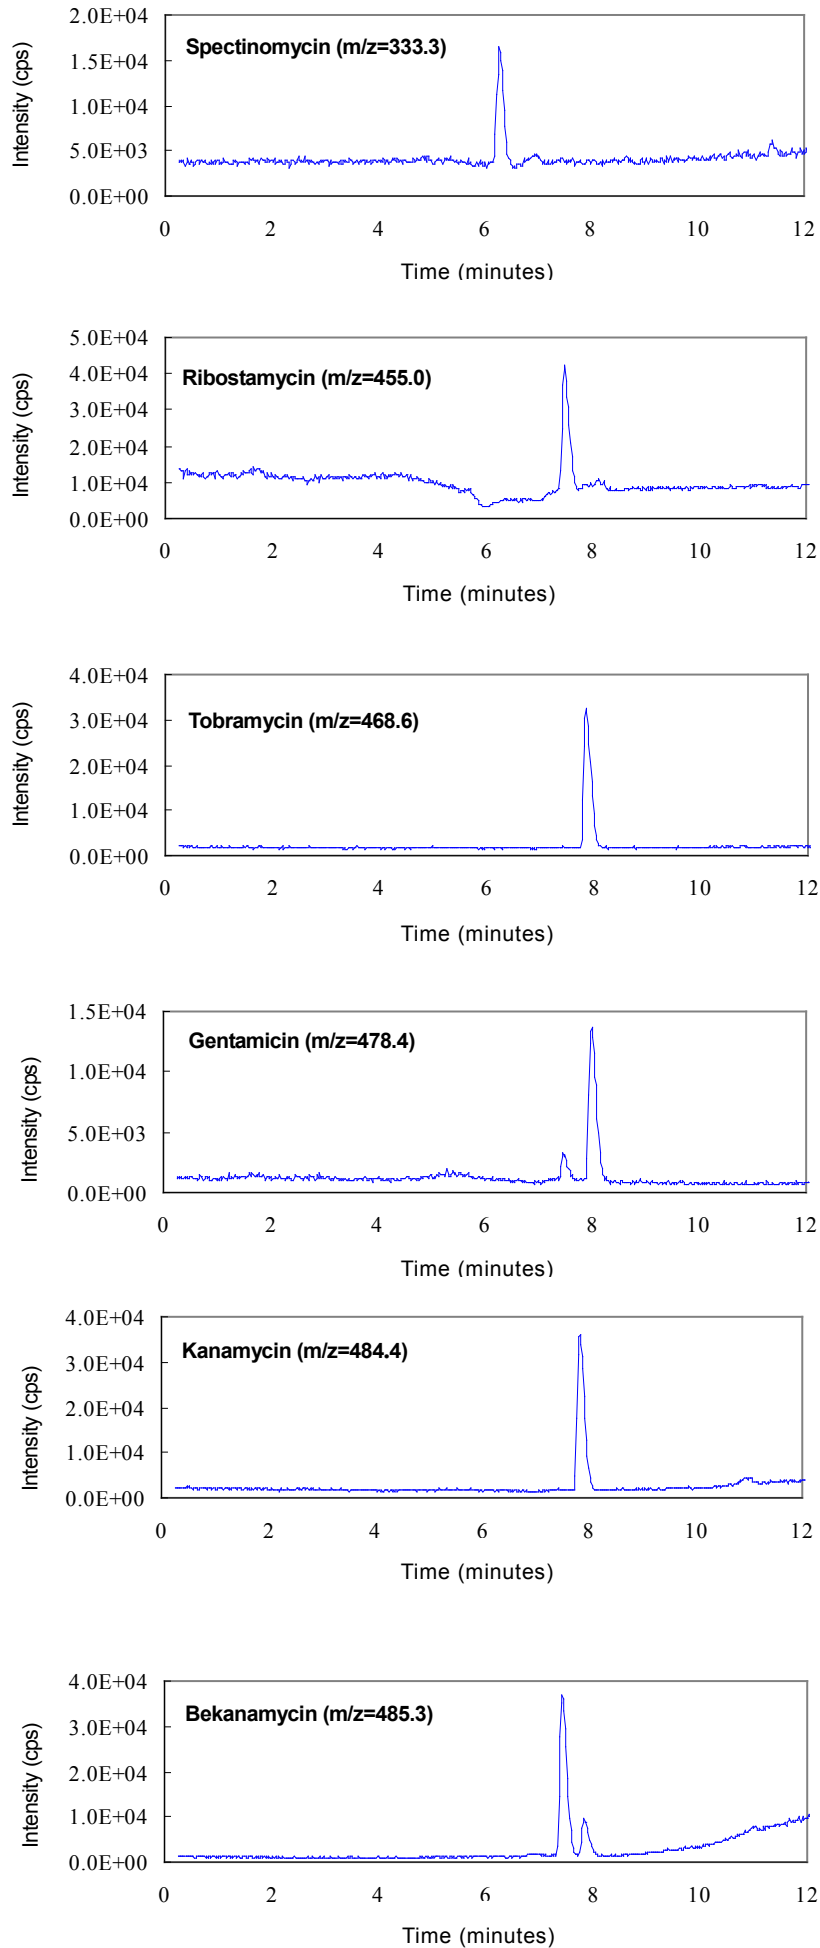 2.0E+04
Spectinomycin (m/z=333.3)
1.5E+04
1.0E+04
5.0E+03
0.0E+00
Intensity (cps)
0 2 4 6 8 10 12
Time (minutes)
5.0E+04
Ribostamycin (m/z=455.0)
4.0E+04
3.0E+04
2.0E+04
1.0E+04
0.0E+00
Intensity (cps)
0 2 4 6 8 10 12
Time (minutes)
4.0E+04
Tobramycin (m/z=468.6)
3.0E+04
2.0E+04
1.0E+04
0.0E+00
Intensity (cps)
0 2 4 6 8 10 12
Time (minutes)
1.5E+04
Gentamicin (m/z=478.4)
1.0E+04
5.0E+03
0.0E+00
Intensity (cps)
0 2 4 6 8 10 12
Time (minutes)
4.0E+04
Kanamycin (m/z=484.4)
3.0E+04
2.0E+04
1.0E+04
0.0E+00
Intensity (cps)
0 2 4 6 8 10 12
Time (minutes)
4.0E+04
Bekanamycin (m/z=485.3)
3.0E+04
2.0E+04
1.0E+04
0.0E+00
Intensity (cps)
0 2 4 6 8 10 12
Time (minutes)